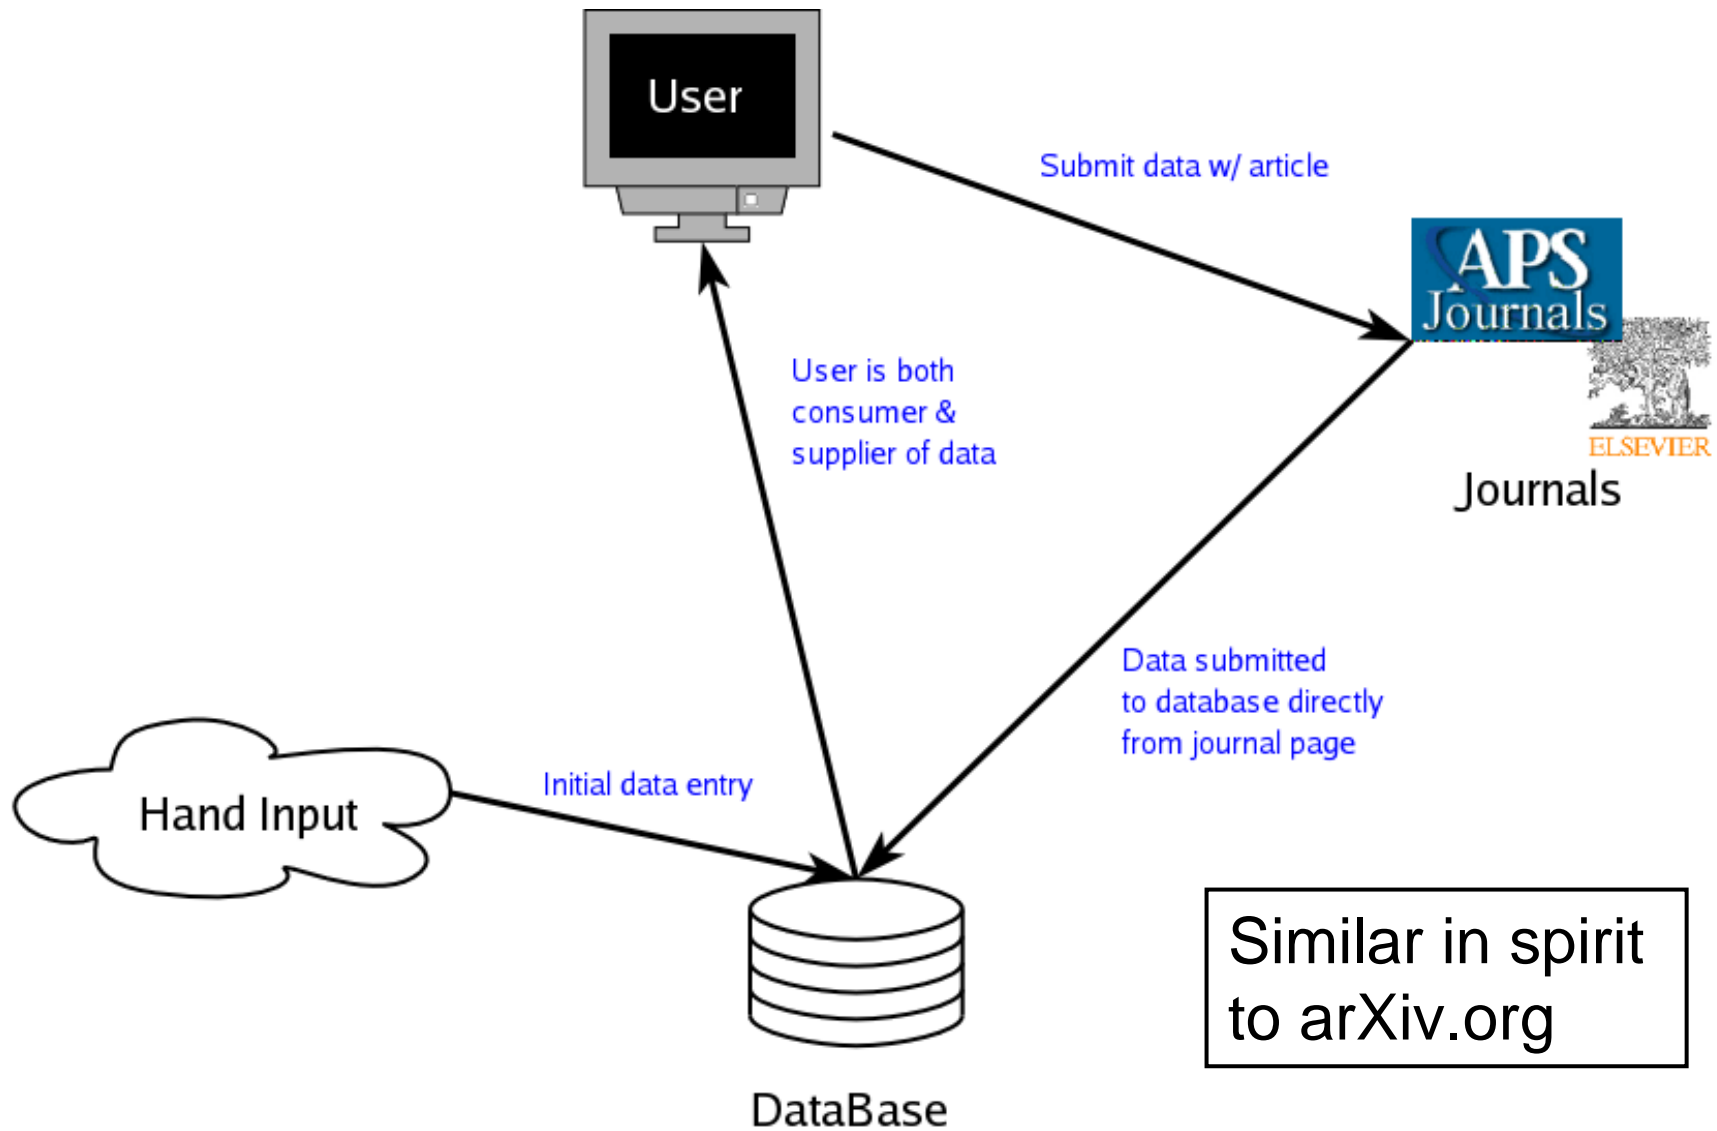 User
Submit data w/ article
APS
Journals
ELSEVIER
Journals
User is both
consumer &
supplier of data
Data submitted
to database directly
from journal page
Initial data entry
Hand Input
Similar in spirit
to arXiv.org
DataBase